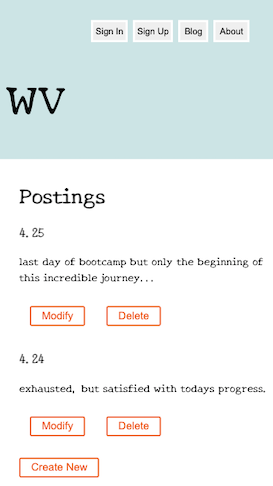 Sign In Sign Up Blog About
WV
Postings
4.25
last day of bootcamp but only the beginning of
this incredible journey...
Modify Delete
4.24
exhausted, but satisfied with todays progress.
Modify Delete
Create New